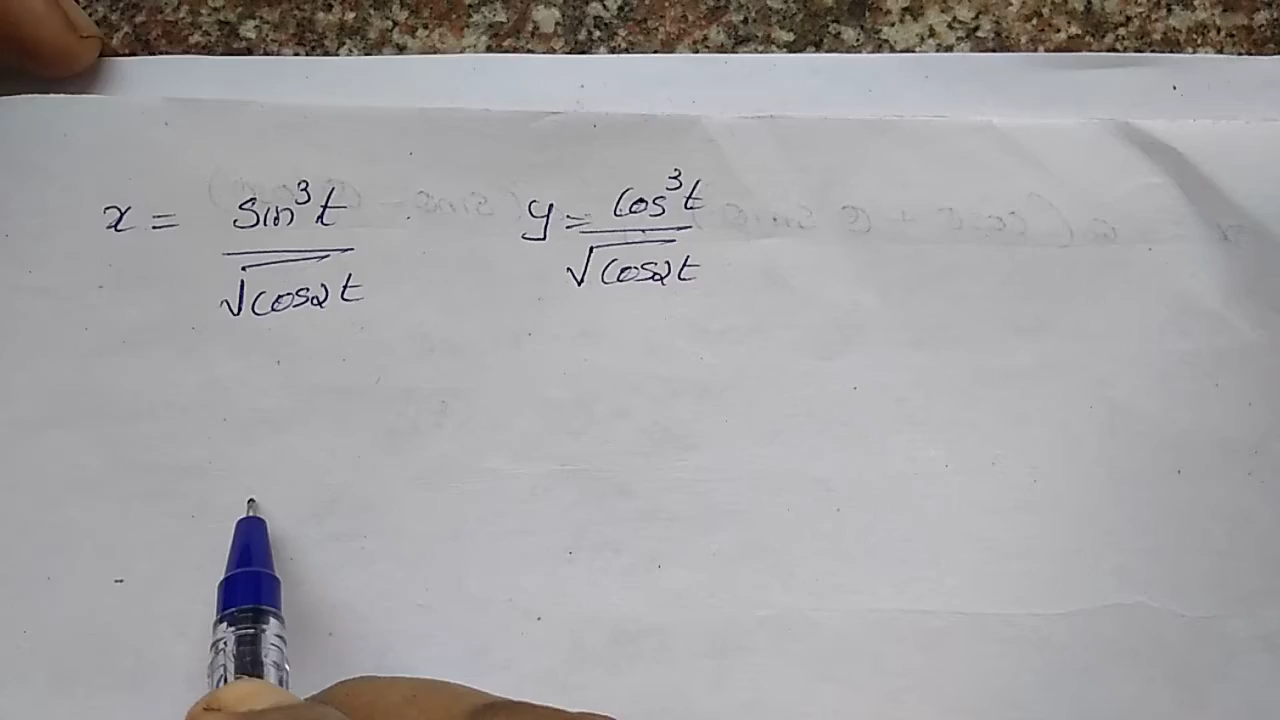 x = sin³t / √cos2t    y = cos³t / √cos2t